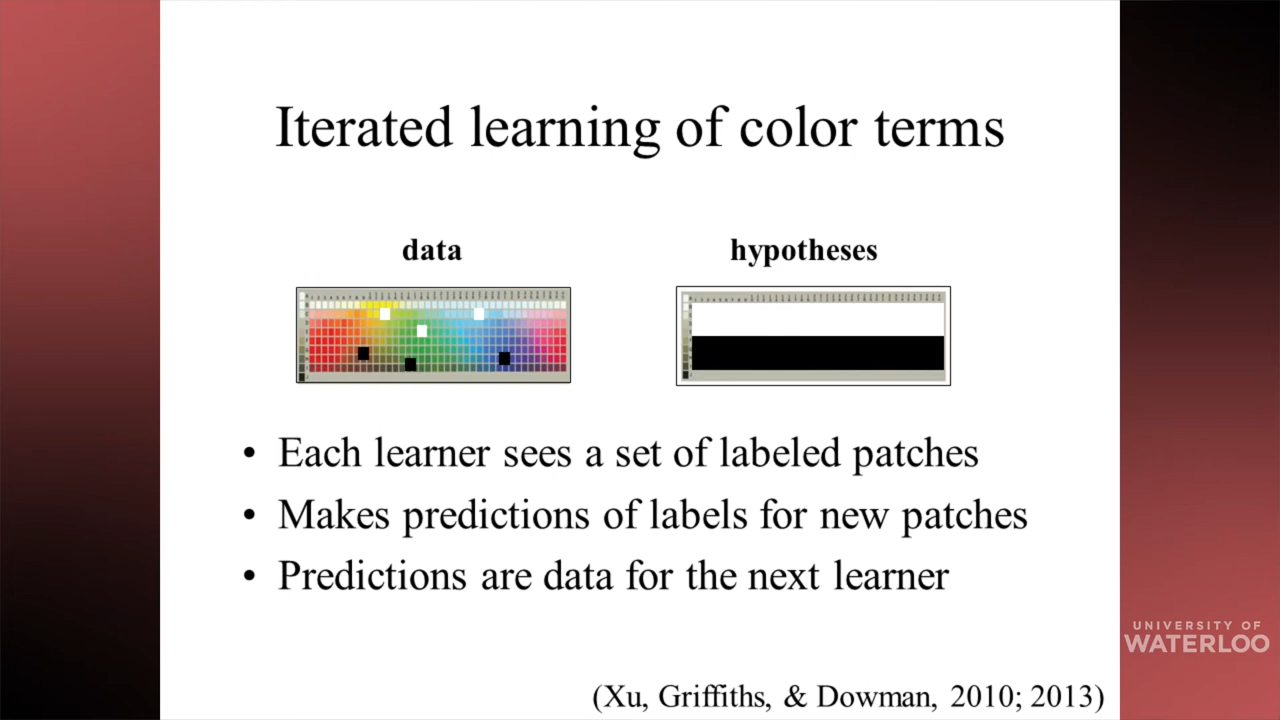 Iterated learning of color terms
data
hypotheses
• Each learner sees a set of labeled patches
• Makes predictions of labels for new patches
• Predictions are data for the next learner
UNIVERSITY OF
WATERLOO
(Xu, Griffiths, & Dowman, 2010; 2013)